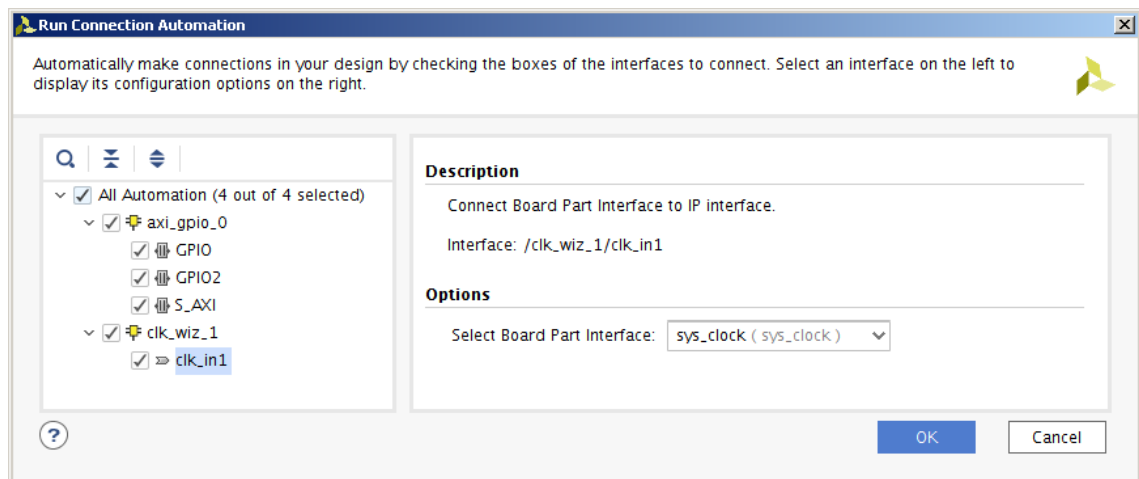 Run Connection Automation
Automatically make connections in your design by checking the boxes of the interfaces to connect. Select an interface on the left to
display its configuration options on the right.
All Automation (4 out of 4 selected)
axi_gpio_0
GPIO
GPIO2
S_AXI
clk_wiz_1
clk_in1
Description
Connect Board Part Interface to IP interface.
Interface: /clk_wiz_1/clk_in1
Options
Select Board Part Interface: sys_clock ( sys_clock )
?
OK Cancel